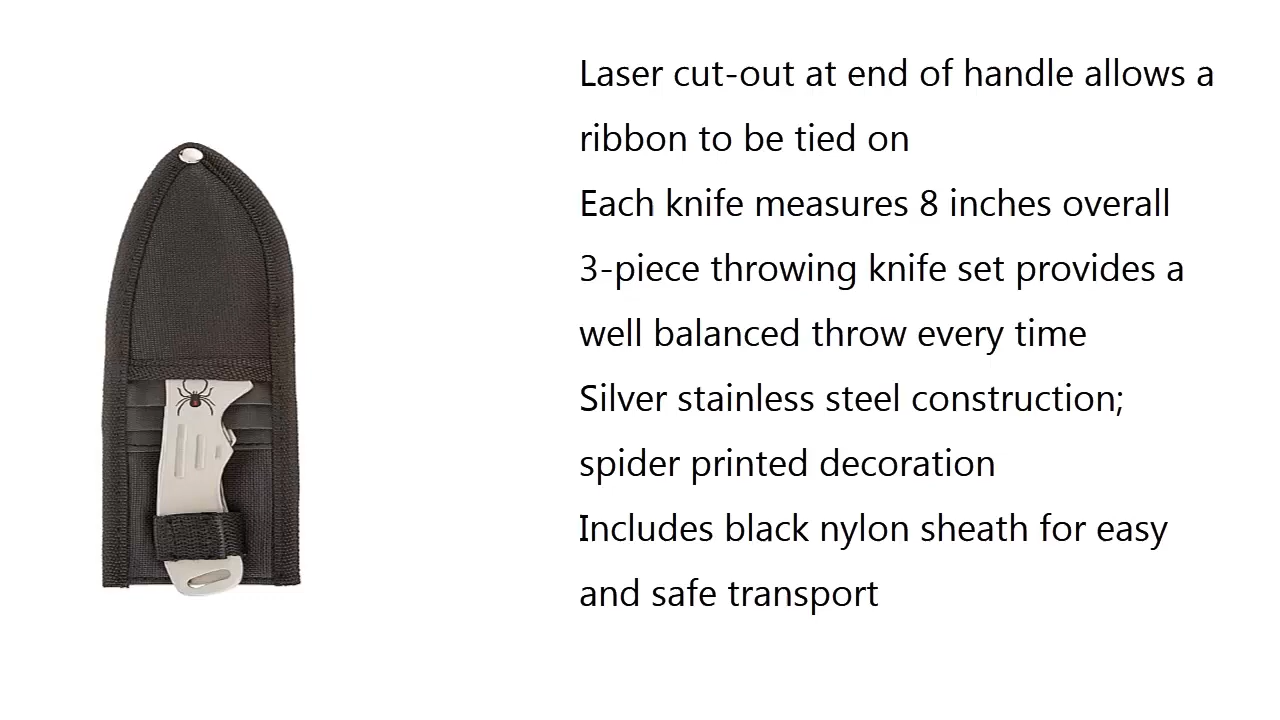 Laser cut-out at end of handle allows a
ribbon to be tied on
Each knife measures 8 inches overall
3-piece throwing knife set provides a
well balanced throw every time
Silver stainless steel construction;
spider printed decoration
Includes black nylon sheath for easy
and safe transport